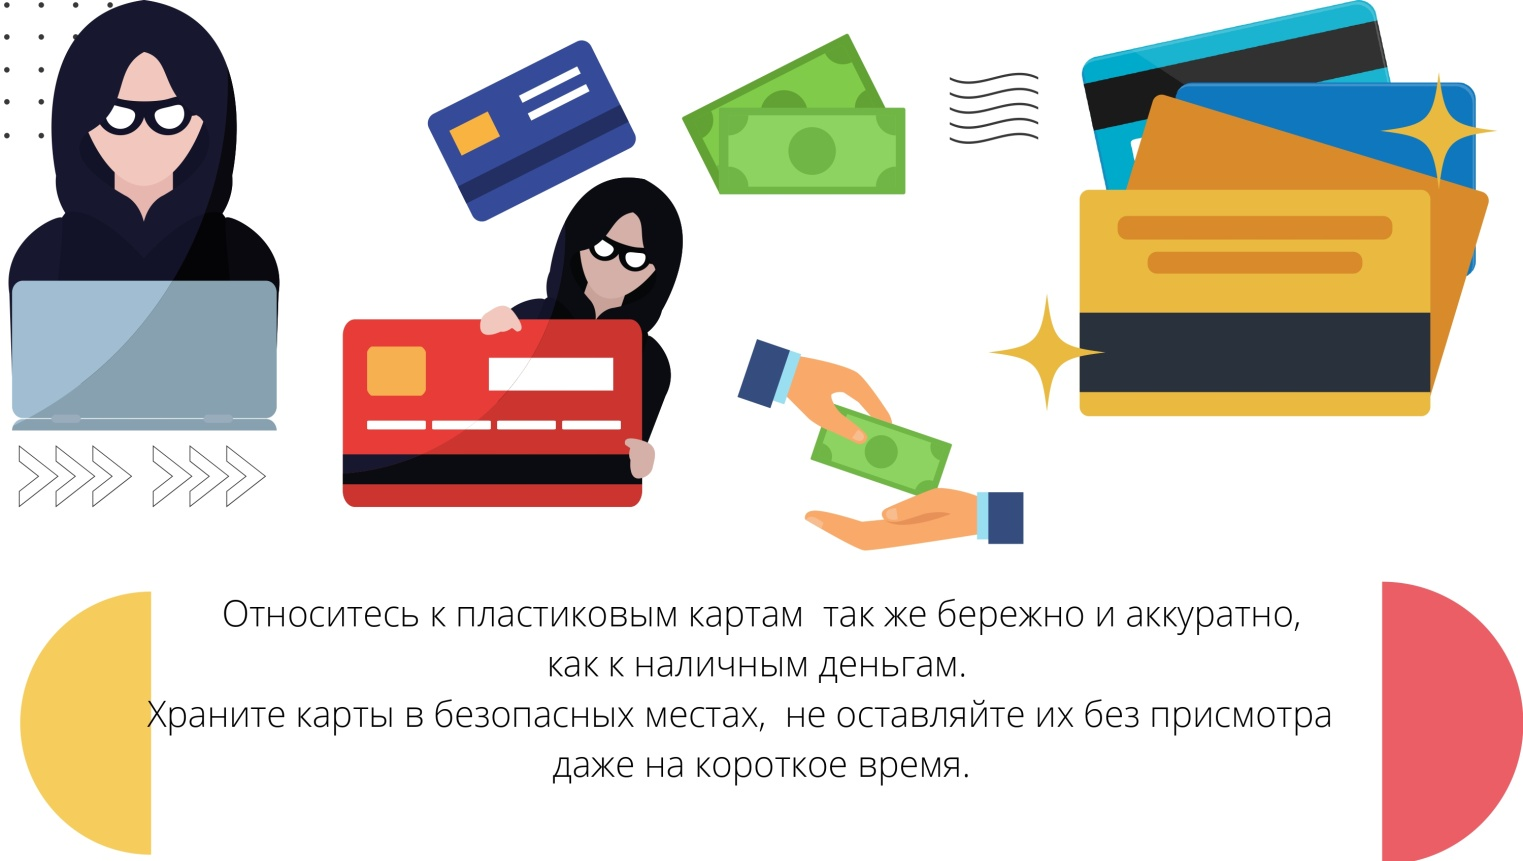 Относитесь к пластиковым картам  так же бережно и аккуратно,
как к наличным деньгам.
Храните карты в безопасных местах,  не оставляйте их без присмотра
даже на короткое время.